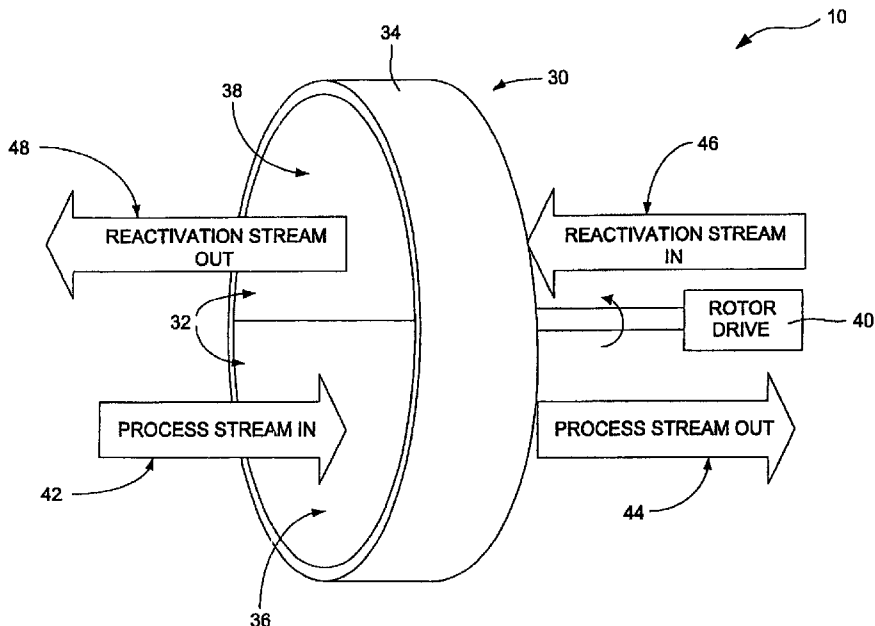 10
34
30
38
48
46
REACTIVATION STREAM
OUT
REACTIVATION STREAM
IN
32
ROTOR
DRIVE
40
PROCESS STREAM IN
PROCESS STREAM OUT
42
44
36